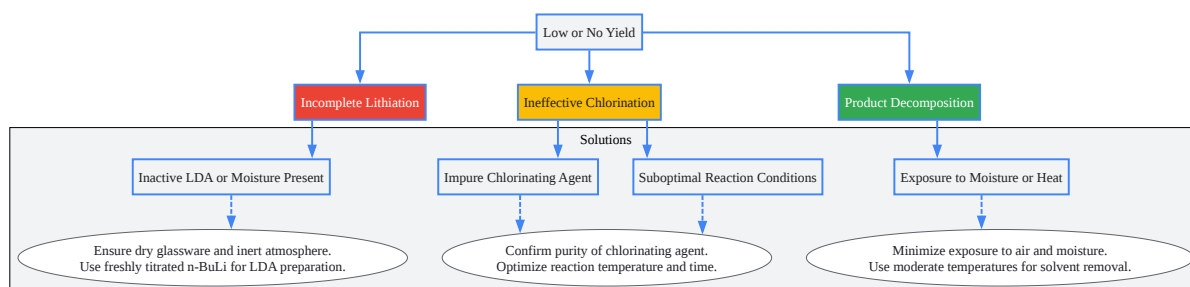 Low or No Yield
Incomplete Lithiation
Ineffective Chlorination
Product Decomposition
Solutions
Inactive LDA or Moisture Present
Impure Chlorinating Agent
Suboptimal Reaction Conditions
Exposure to Moisture or Heat
Ensure dry glassware and inert atmosphere.
Use freshly titrated n-BuLi for LDA preparation.
Confirm purity of chlorinating agent.
Optimize reaction temperature and time.
Minimize exposure to air and moisture.
Use moderate temperatures for solvent removal.